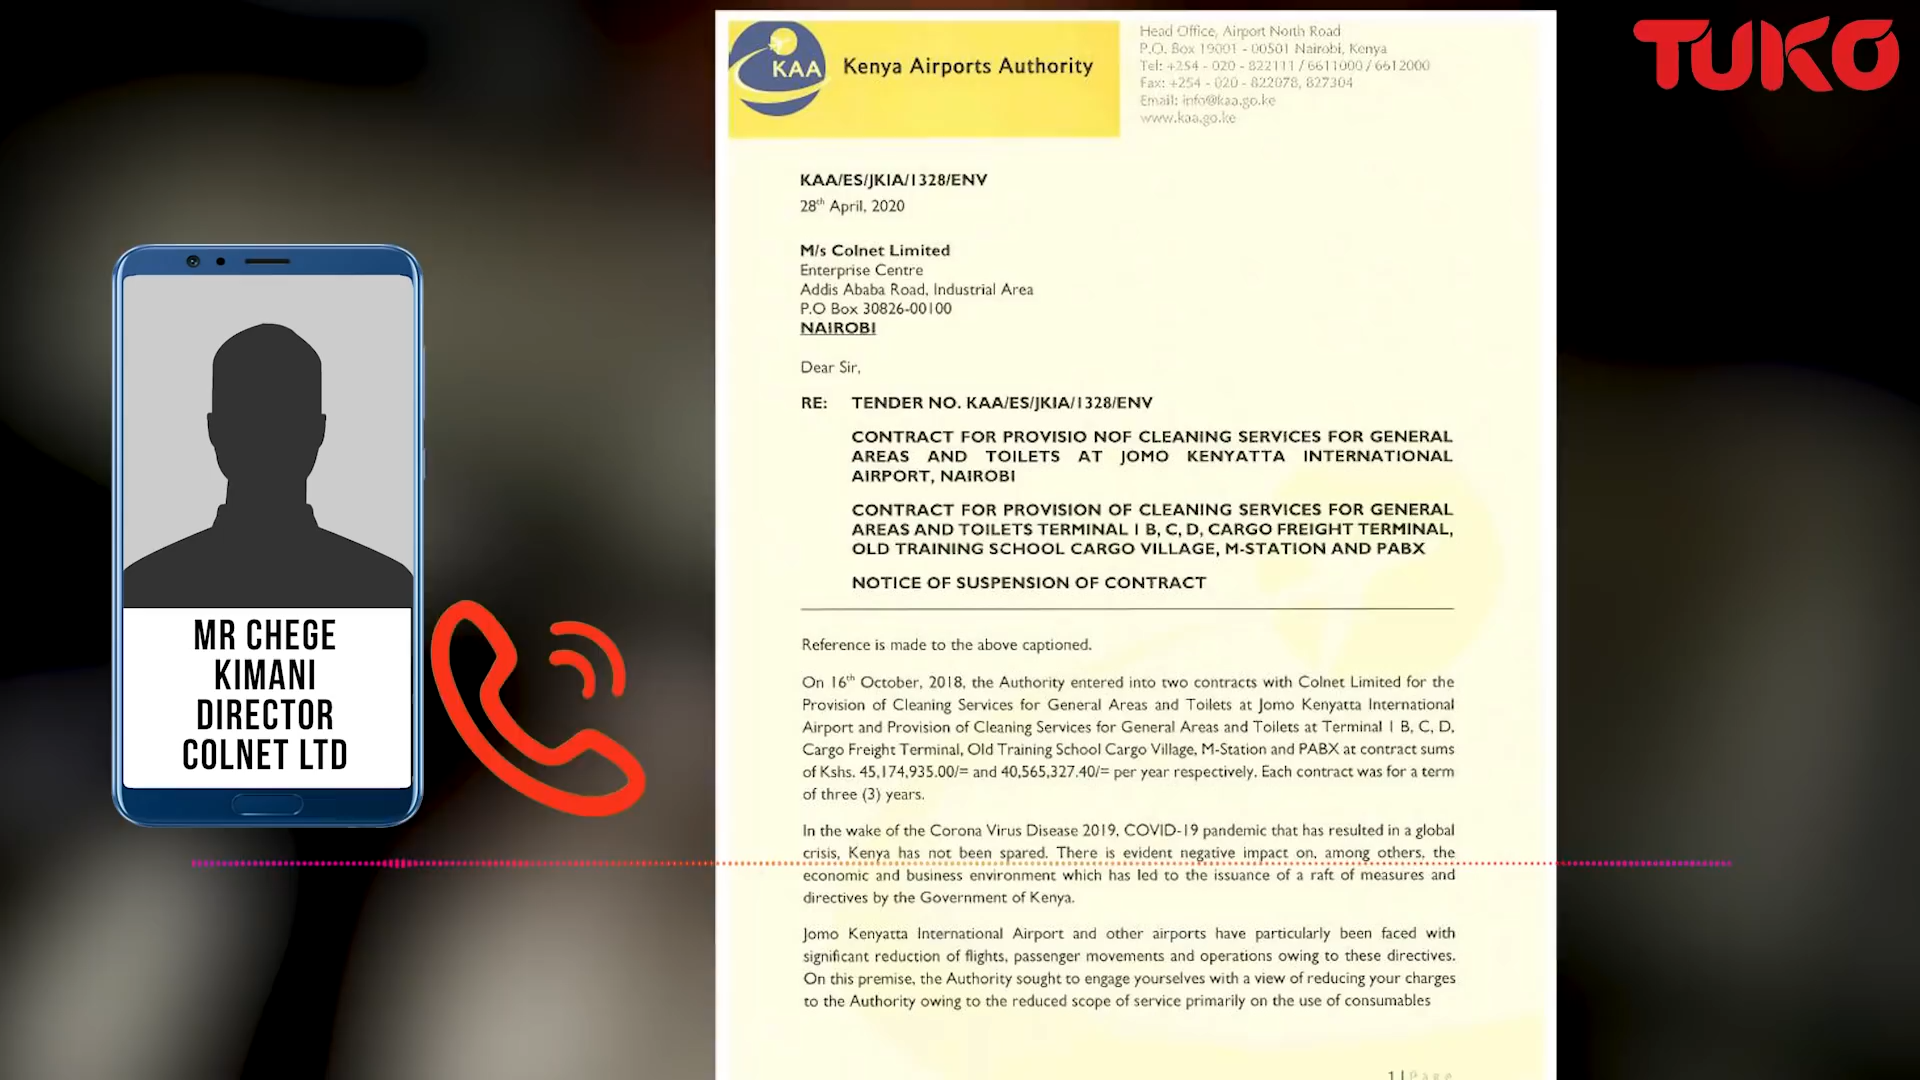 TUKO
KAA
Kenya Airports Authority
Head Office, Airport North Road
P.O. Box 19001 - 00501 Nairobi, Kenya
Tel: +254 - 020 - 822111 / 6611000 / 6612000
Fax: +254 - 020 - 822078, 827304
Email: info@kaa.go.ke
www.kaa.go.ke
KAA/ES/JKIA/1328/ENV
28th April, 2020
M/s Colnet Limited
Enterprise Centre
Addis Ababa Road, Industrial Area
P.O Box 30826-00100
NAIROBI
Dear Sir,
RE: TENDER NO. KAA/ES/JKIA/1328/ENV
CONTRACT FOR PROVISIO NOF CLEANING SERVICES FOR GENERAL
AREAS AND TOILETS AT JOMO KENYATTA INTERNATIONAL
AIRPORT, NAIROBI
CONTRACT FOR PROVISION OF CLEANING SERVICES FOR GENERAL
AREAS AND TOILETS TERMINAL 1 B, C, D, CARGO FREIGHT TERMINAL,
OLD TRAINING SCHOOL CARGO VILLAGE, M-STATION AND PABX
NOTICE OF SUSPENSION OF CONTRACT
Reference is made to the above captioned.
On 16th October, 2018, the Authority entered into two contracts with Colnet Limited for the
Provision of Cleaning Services for General Areas and Toilets at Jomo Kenyatta International
Airport and Provision of Cleaning Services for General Areas and Toilets at Terminal 1 B, C, D,
Cargo Freight Terminal, Old Training School Cargo Village, M-Station and PABX at contract sums
of Kshs. 45,174,935.00/= and 40,565,327.40/= per year respectively. Each contract was for a term
of three (3) years.
In the wake of the Corona Virus Disease 2019, COVID-19 pandemic that has resulted in a global
crisis, Kenya has not been spared. There is evident negative impact on, among others, the
economic and business environment which has led to the issuance of a raft of measures and
directives by the Government of Kenya.
Jomo Kenyatta International Airport and other airports have particularly been faced with
significant reduction of flights, passenger movements and operations owing to these directives.
On this premise, the Authority sought to engage yourselves with a view of reducing your charges
to the Authority owing to the reduced scope of service primarily on the use of consumables
1 | Page
MR CHEGE
KIMANI
DIRECTOR
COLNET LTD